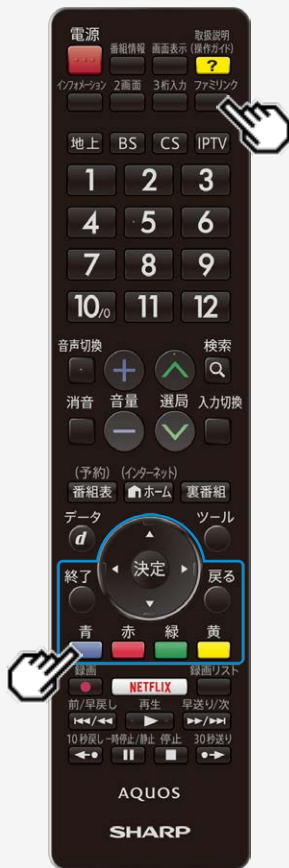 電源
番組情報 画面表示 取扱説明(操作ガイド)
?
インフォメーション 2画面 3桁入力 ファミリンク
地上 BS CS IPTV
1 2 3
4 5 6
7 8 9
10/0 11 12
音声切換 検索
＋
消音 音量 選局 入力切換
－
(予約) (インターネット)
番組表 ホーム 裏番組
データ ツール
d
決定
終了 戻る
青 赤 緑 黄
録画 録画リスト
NETFLIX
前/早戻し 再生 早送り/次
10秒戻し 一時停止/静止 停止 30秒送り
AQUOS
SHARP